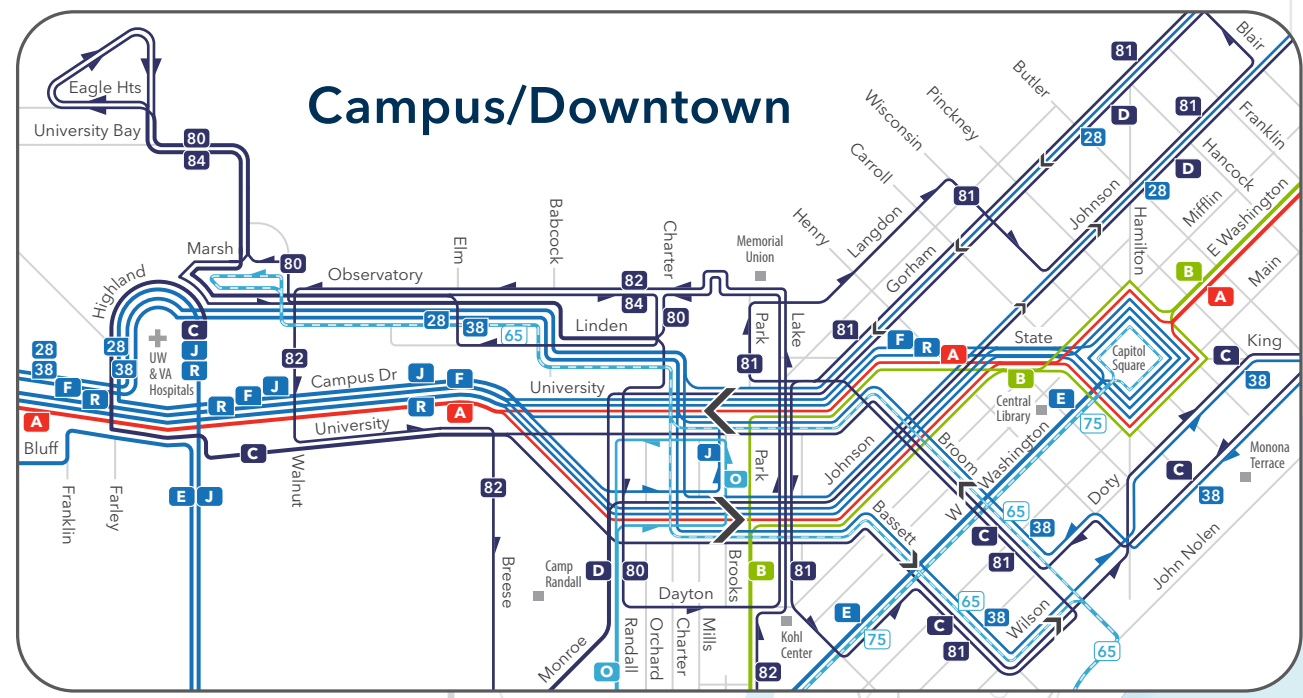 Campus/Downtown
Eagle Hts
University Bay
80
84
Marsh
80
Observatory
Highland
Elm
Babcock
Charter
Memorial
Union
82
84
80
Linden
28
38
65
28
38
28
38
C
J
R
UW
& VA
Hospitals
F
R
A
Bluff
R
F
J
Campus Dr
J
F
R
A
University
University
82
C
E
J
Franklin
Farley
Walnut
82
Breese
Camp
Randall
D
80
Monroe
O
Randall
Orchard
Charter
Mills
Dayton
Brooks
B
81
82
Kohl
Center
J
O
Park
Park
Lake
81
81
Henry
Langdon
Carroll
Wisconsin
Pinckney
Butler
81
81
D
28
81
D
28
Blair
Franklin
Hancock
Mifflin
E Washington
Main
Hamilton
Johnson
Gorham
State
F
R
A
B
B
A
Capitol
Square
C
King
38
Central
Library
E
75
W Washington
Broom
Johnson
Bassett
65
38
C
81
Doty
C
38
Monona
Terrace
John Nolen
Wilson
65
38
C
81
E
75
65